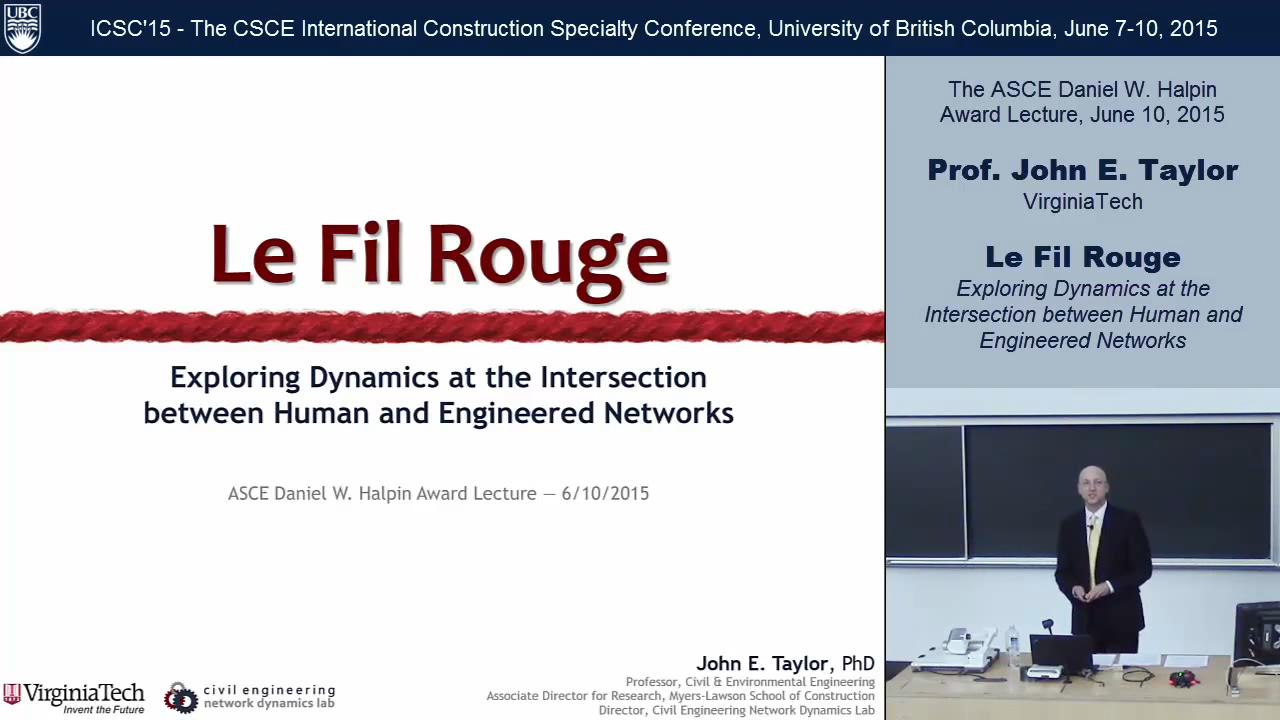 UBC
ICSC'15 - The CSCE International Construction Specialty Conference, University of British Columbia, June 7-10, 2015
Le Fil Rouge
Exploring Dynamics at the Intersection
between Human and Engineered Networks
ASCE Daniel W. Halpin Award Lecture — 6/10/2015
John E. Taylor, PhD
Professor, Civil & Environmental Engineering
Associate Director for Research, Myers-Lawson School of Construction
Director, Civil Engineering Network Dynamics Lab
VirginiaTech
Invent the Future
civil engineering
network dynamics lab
The ASCE Daniel W. Halpin
Award Lecture, June 10, 2015
Prof. John E. Taylor
VirginiaTech
Le Fil Rouge
Exploring Dynamics at the
Intersection between Human and
Engineered Networks